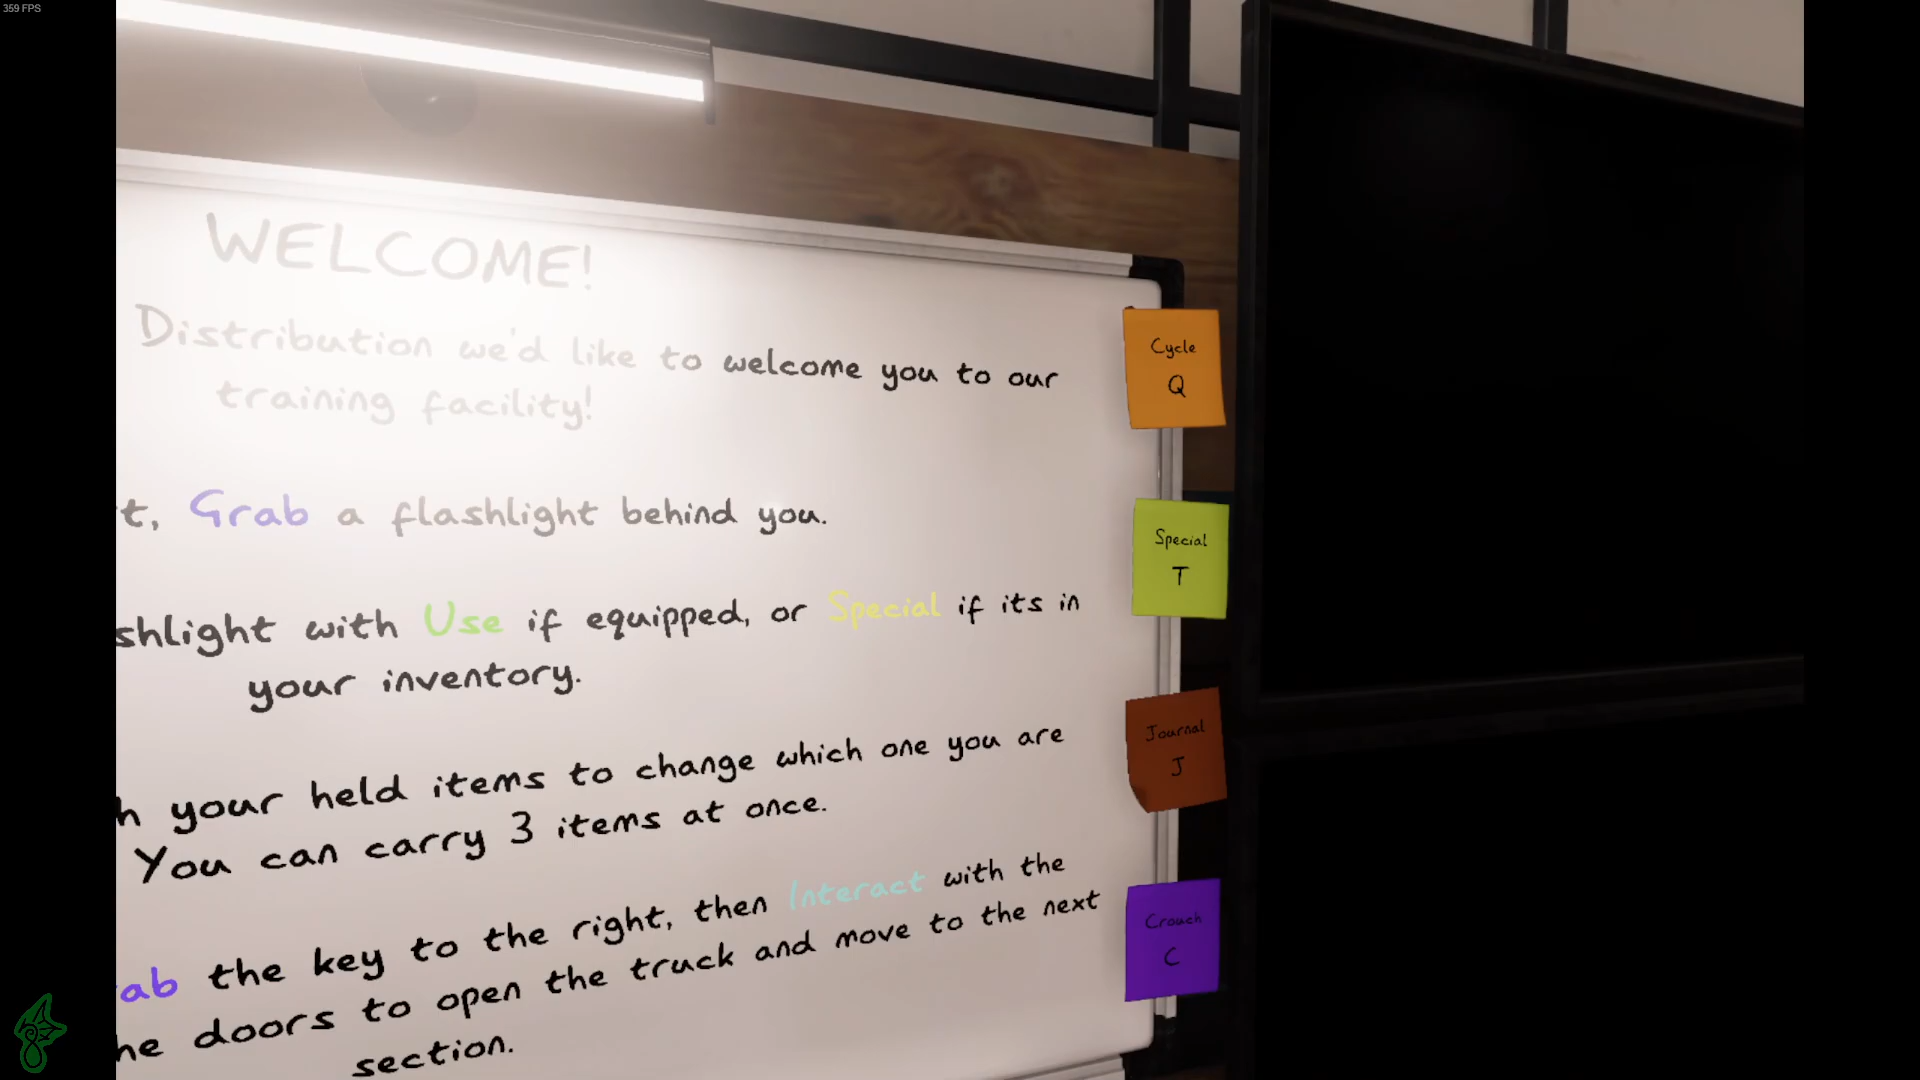 359 FPS
WELCOME!
Distribution we'd like to welcome you to our
training facility!
t, Grab a flashlight behind you.
shlight with Use if equipped, or Special if its in
your inventory.
h your held items to change which one you are
You can carry 3 items at once.
ab the key to the right, then Interact with the
he doors to open the truck and move to the next
section.
Cycle
Q
Special
T
Journal
J
Crouch
C